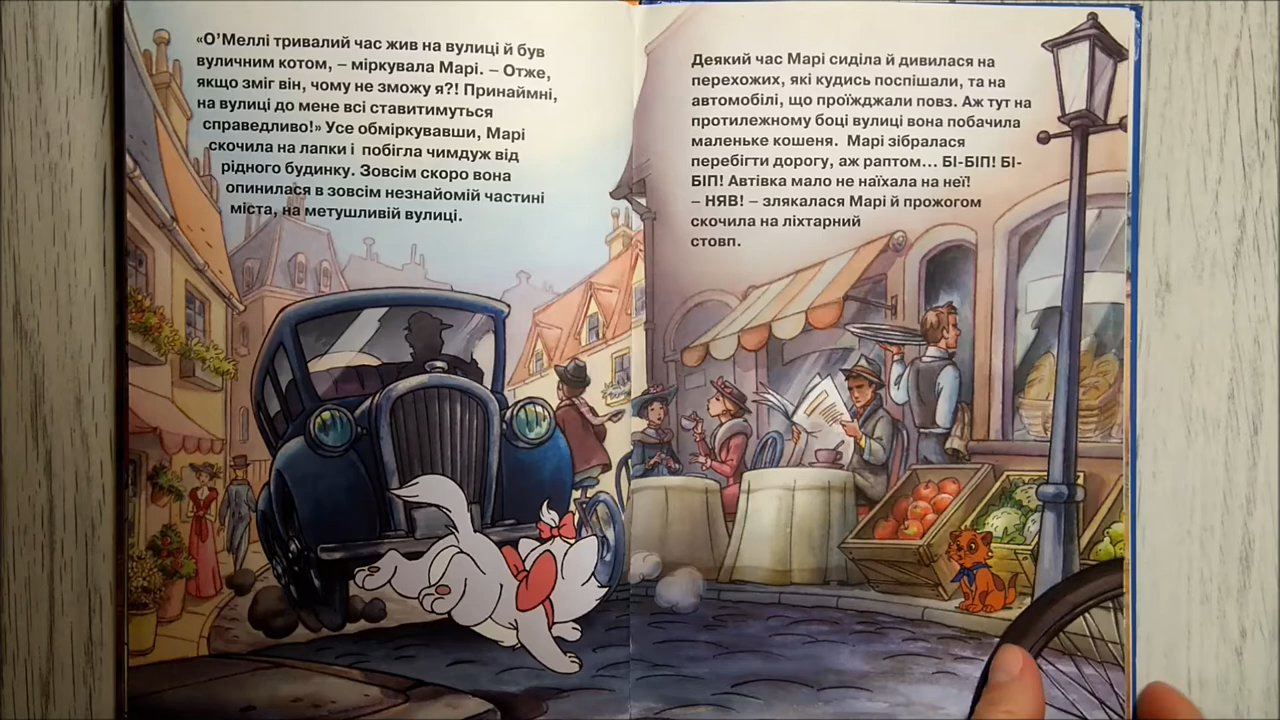 «О’Меллі тривалий час жив на вулиці й був
вуличним котом, – міркувала Марі. – Отже,
якщо зміг він, чому не зможу я?! Принаймні,
на вулиці до мене всі ставитимуться
справедливо!» Усе обміркувавши, Марі
скочила на лапки і побігла чимдуж від
рідного будинку. Зовсім скоро вона
опинилася в зовсім незнайомій частині
міста, на метушливій вулиці.
Деякий час Марі сиділа й дивилася на
перехожих, які кудись поспішали, та на
автомобілі, що проїжджали повз. Аж тут на
протилежному боці вулиці вона побачила
маленьке кошеня. Марі зібралася
перебігти дорогу, аж раптом... БІ-БІП! БІ-
БІП! Автівка мало не наїхала на неї!
– НЯВ! – злякалася Марі й прожогом
скочила на ліхтарний
стовп.